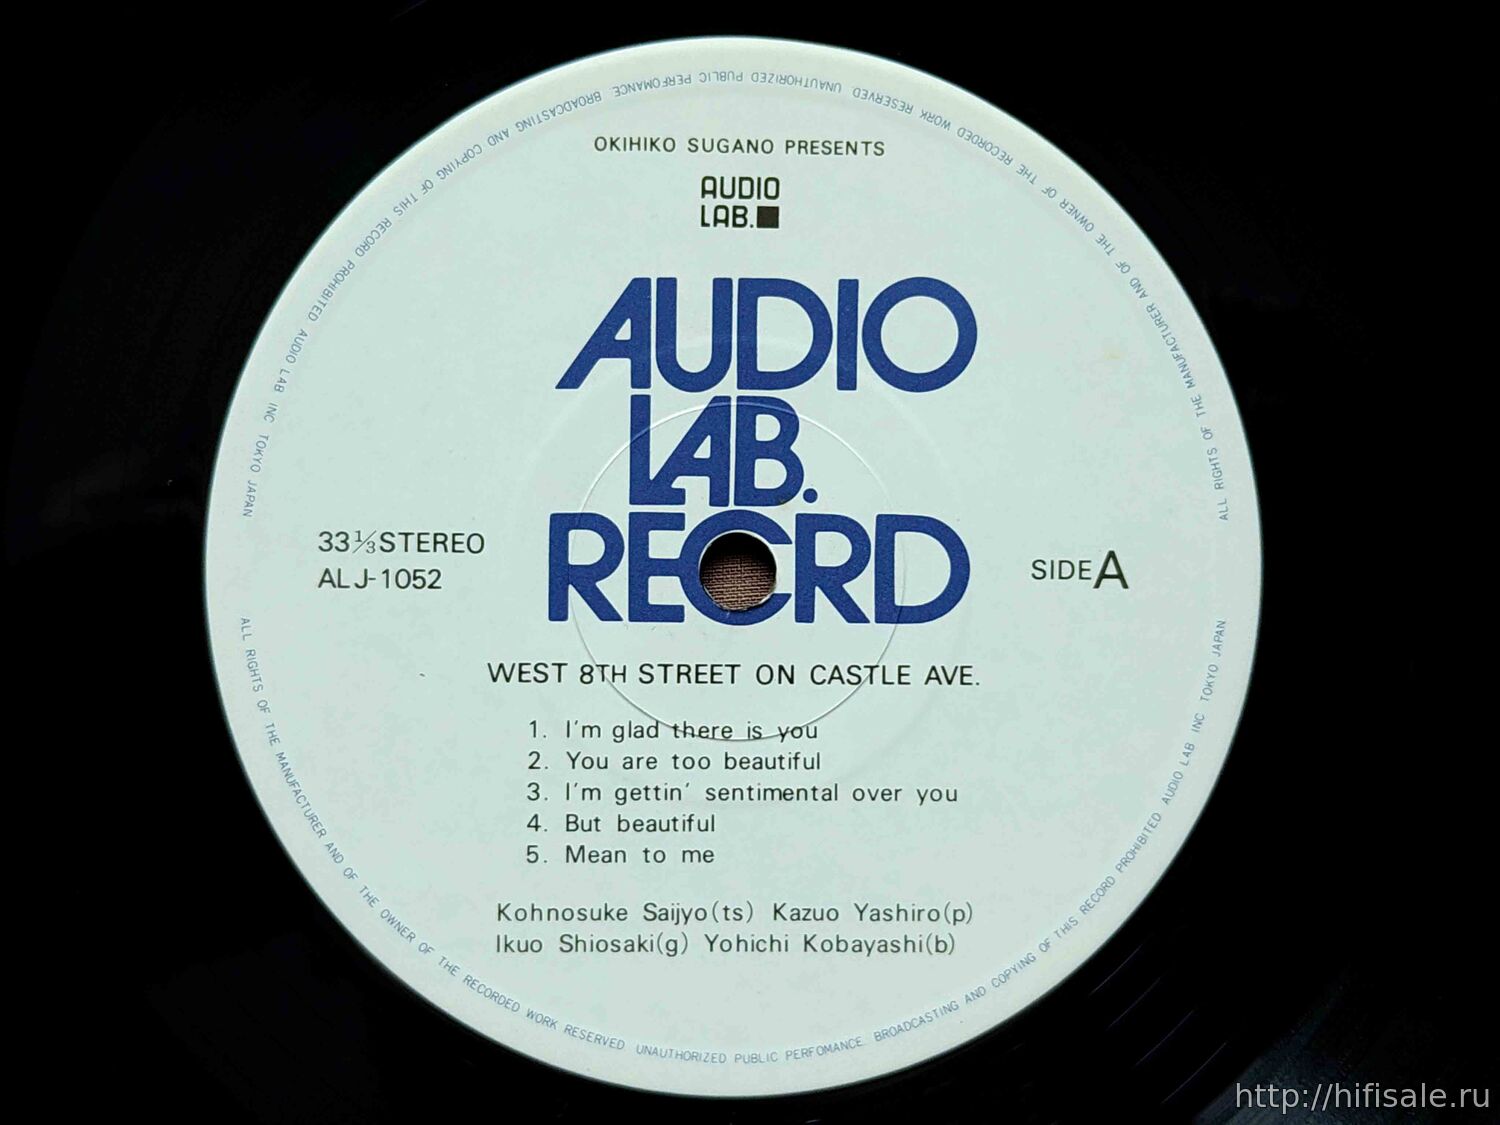 OKIHIKO SUGANO PRESENTS
AUDIO
LAB.
AUDIO
LAB.
RECRD
33⅓ STEREO
ALJ-1052
SIDE A
WEST 8TH STREET ON CASTLE AVE.
1. I'm glad there is you
2. You are too beautiful
3. I'm gettin' sentimental over you
4. But beautiful
5. Mean to me
Kohnosuke Saijyo(ts) Kazuo Yashiro(p)
Ikuo Shiosaki(g) Yohichi Kobayashi(b)
ALL RIGHTS OF THE MANUFACTURER AND OF THE OWNER OF THE RECORDED WORK RESERVED. UNAUTHORIZED PUBLIC PERFOMANCE. BROADCASTING AND COPYING OF THIS RECORD PROHIBITED AUDIO LAB INC TOKYO JAPAN
ALL RIGHTS OF THE MANUFACTURER AND OF THE OWNER OF THE RECORDED WORK RESERVED UNAUTHORIZED PUBLIC PERFOMANCE. BROADCASTING AND COPYING OF THIS RECORD PROHIBITED AUDIO LAB INC TOKYO JAPAN
http://hifisale.ru